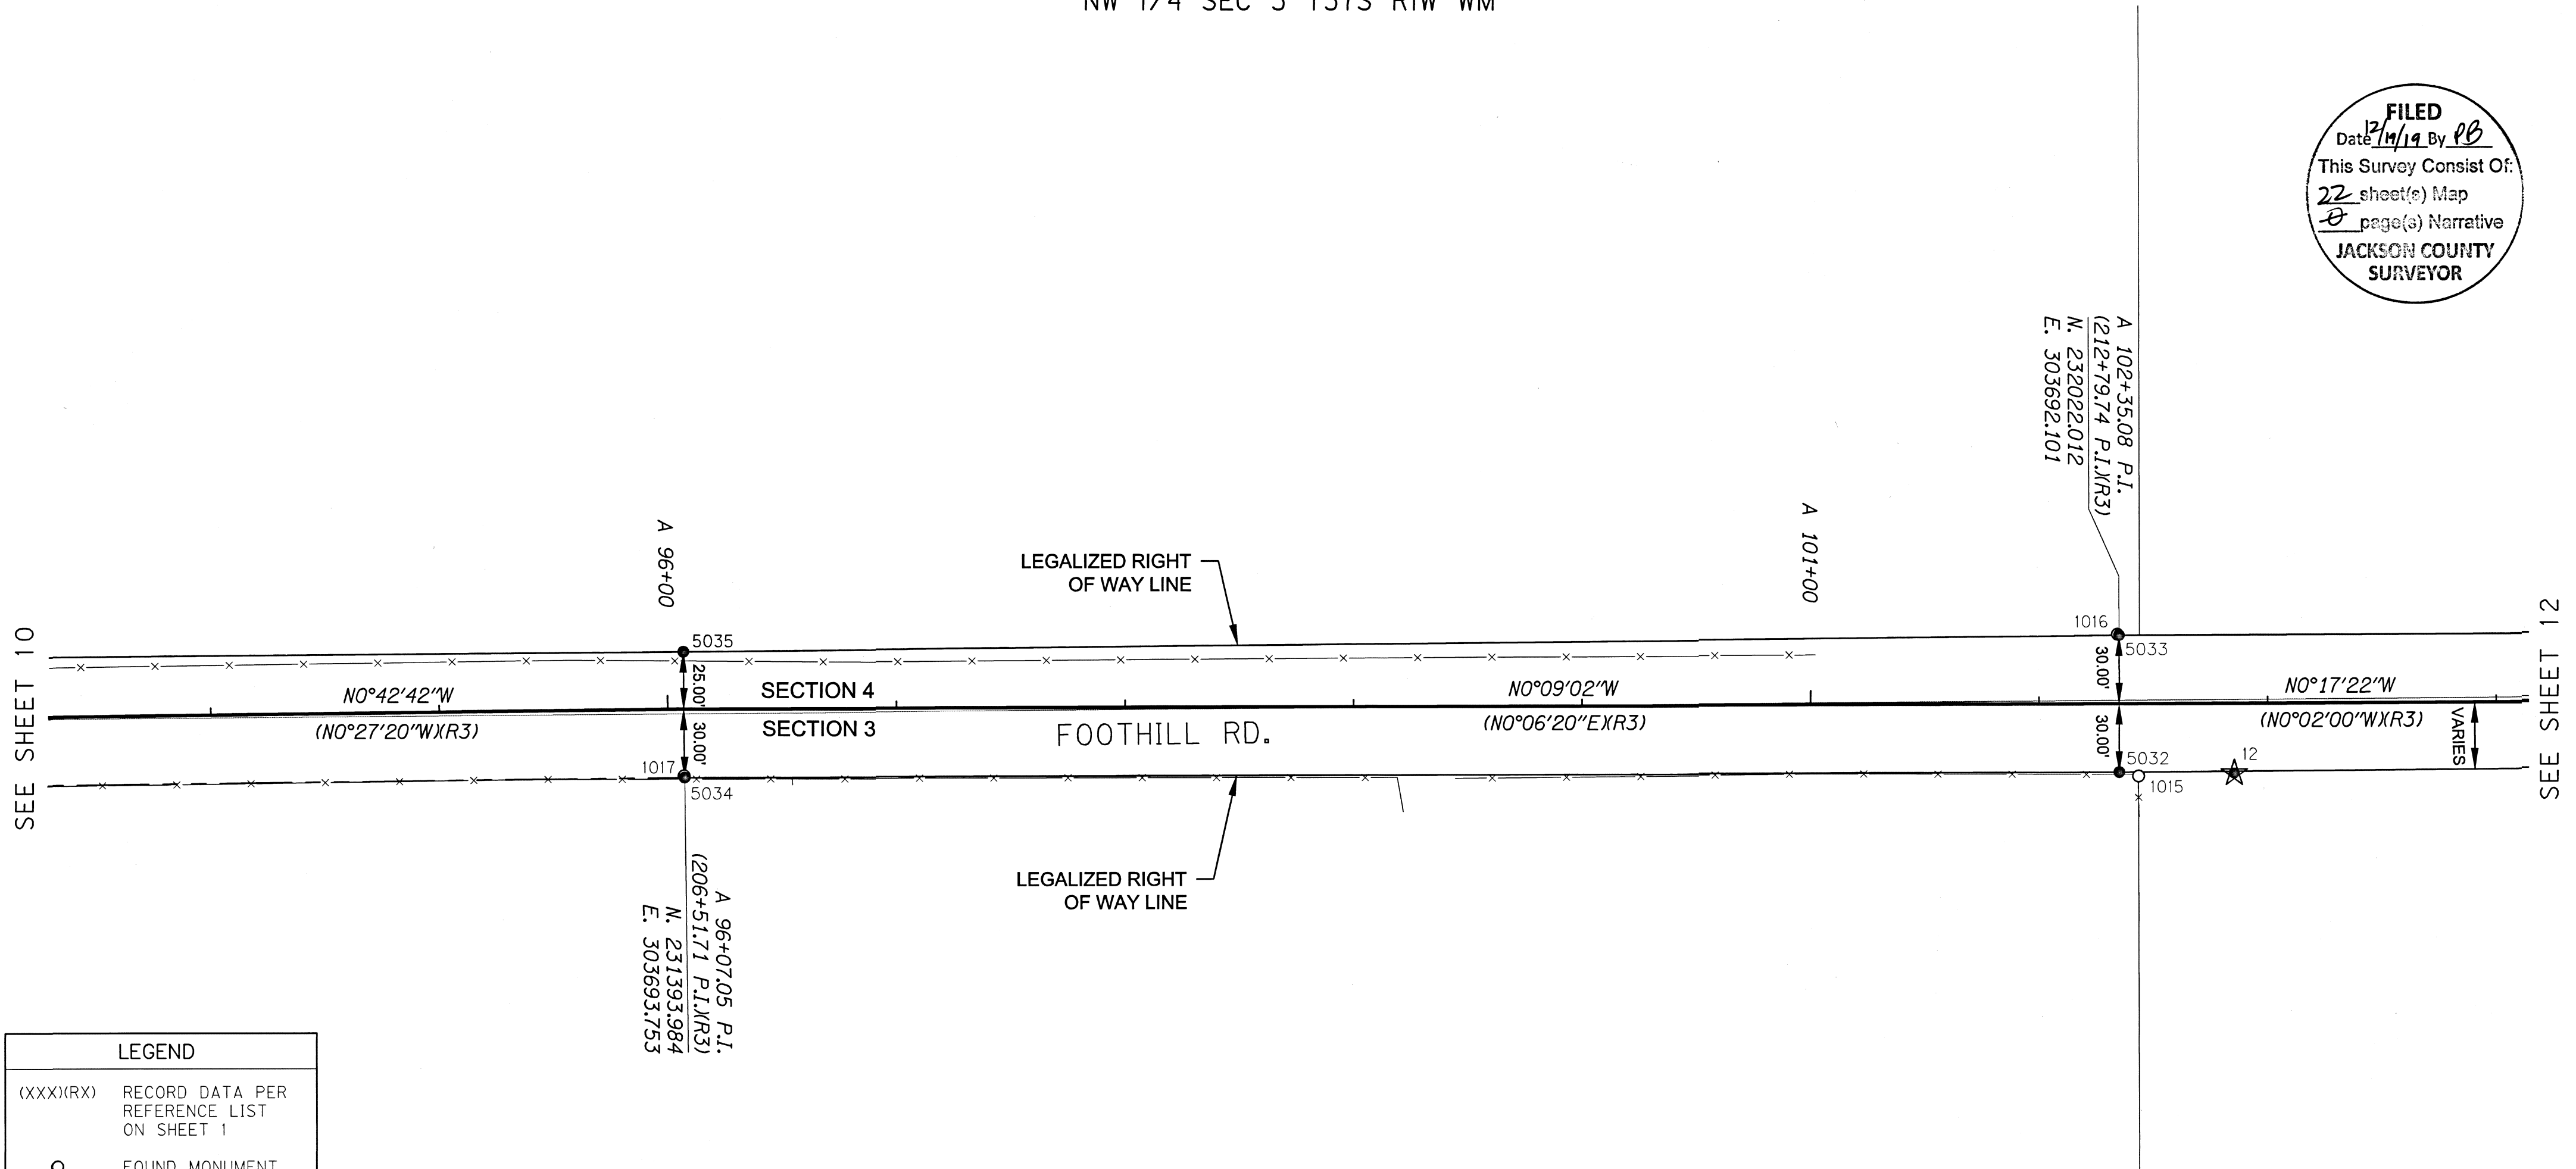 NW 1/4 SEC 3 T37S R1W WM
FILED
Date 12/19/19 By PB
This Survey Consist Of:
22 sheet(s) Map
0 page(s) Narrative
JACKSON COUNTY
SURVEYOR
A 102+35.08 P.I.
(212+79.74 P.I.)(R3)
N. 232022.012
E. 303692.101
A 96+00
LEGALIZED RIGHT
OF WAY LINE
A 101+00
SEE SHEET 10
5035
1016
5033
25.00'
30.00'
N0°42'42"W
SECTION 4
N0°09'02"W
N0°17'22"W
(N0°27'20"W)(R3)
SECTION 3
FOOTHILL RD.
(N0°06'20"E)(R3)
(N0°02'00"W)(R3)
30.00'
30.00'
VARIES
1017
5034
5032
1015
12
SEE SHEET 12
LEGALIZED RIGHT
OF WAY LINE
A 96+07.05 P.I.
(206+51.71 P.I.)(R3)
N. 231393.984
E. 303693.753
LEGEND
(XXX)(RX) RECORD DATA PER
REFERENCE LIST
ON SHEET 1
FOUND MONUMENT